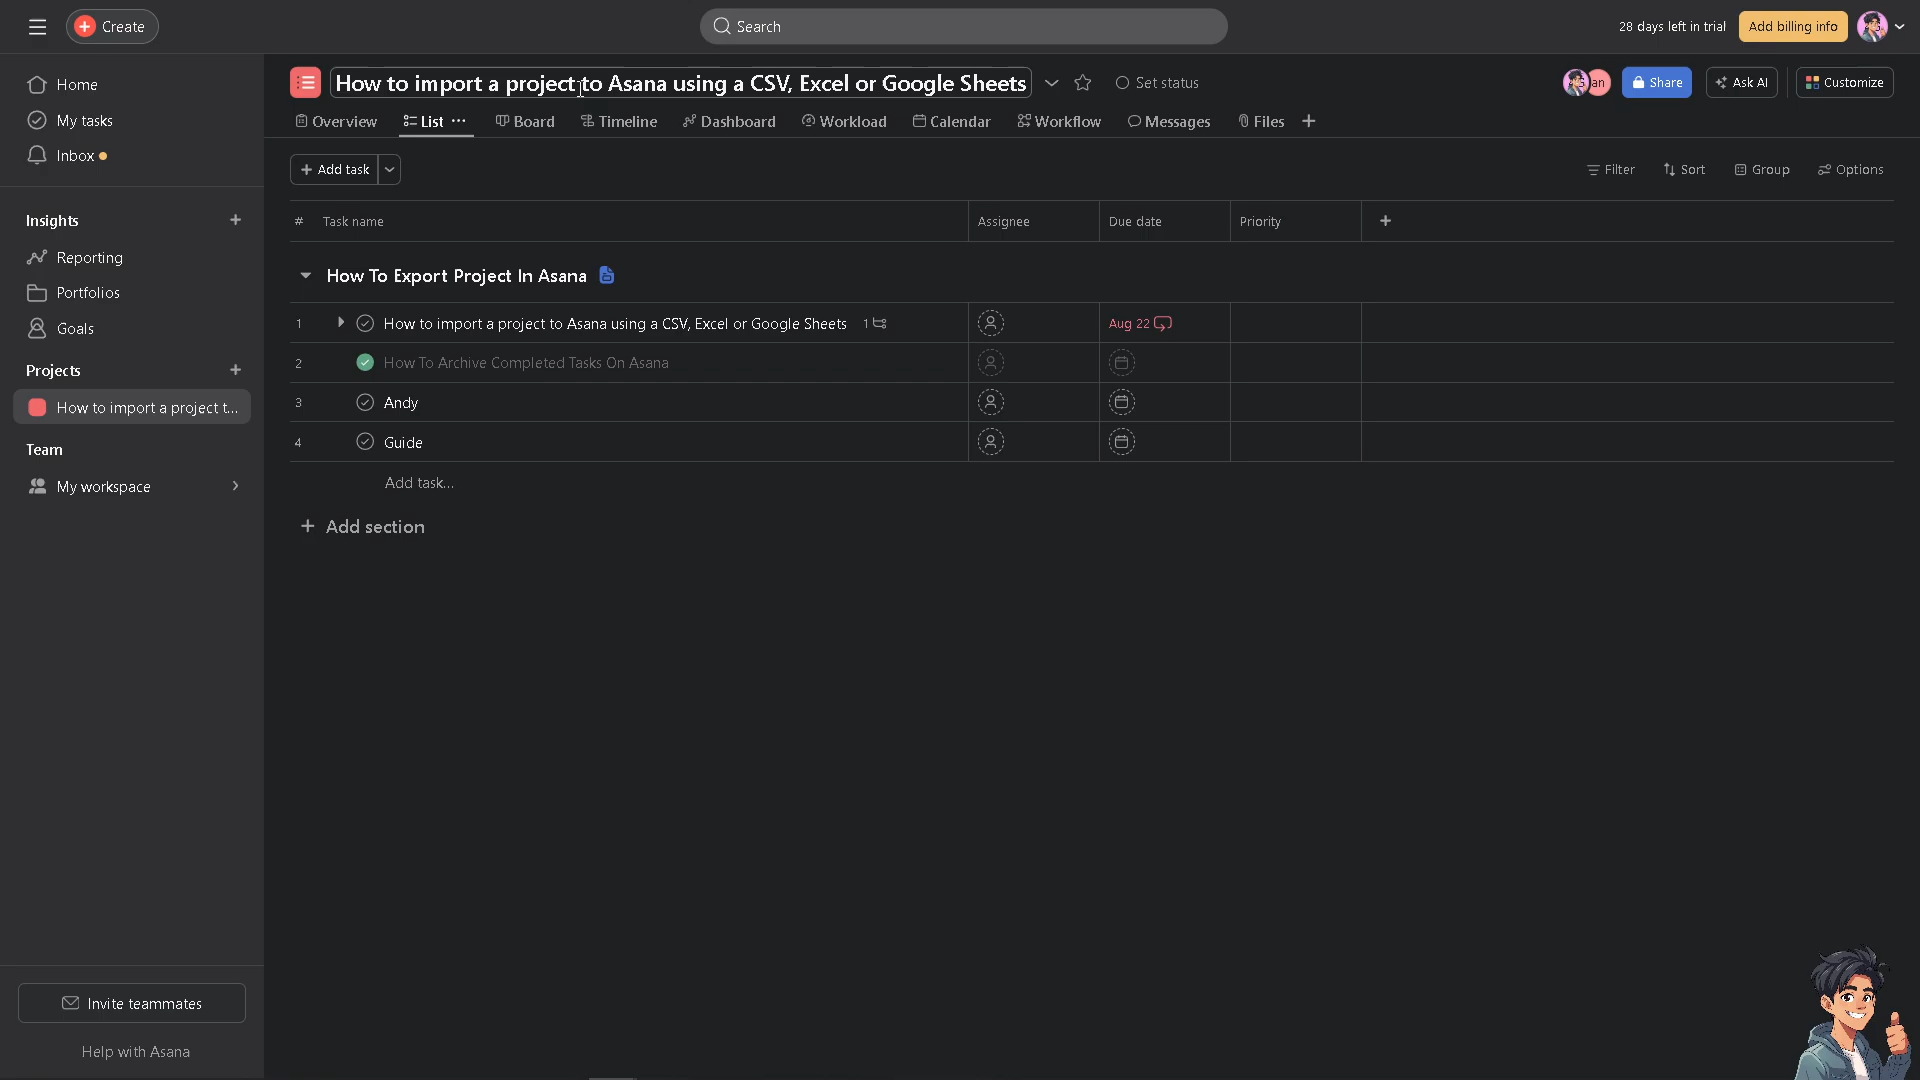 Create
Search
28 days left in trial
Add billing info
Home
My tasks
Inbox
Insights
Reporting
Portfolios
Goals
Projects
How to import a project t...
Team
My workspace
Invite teammates
Help with Asana
How to import a project to Asana using a CSV, Excel or Google Sheets
Set status
an
Share
Ask AI
Customize
Overview
List
Board
Timeline
Dashboard
Workload
Calendar
Workflow
Messages
Files
Add task
Filter
Sort
Group
Options
# Task name Assignee Due date Priority
How To Export Project In Asana
1 How to import a project to Asana using a CSV, Excel or Google Sheets 1 Aug 22
2 How To Archive Completed Tasks On Asana
3 Andy
4 Guide
Add task...
Add section